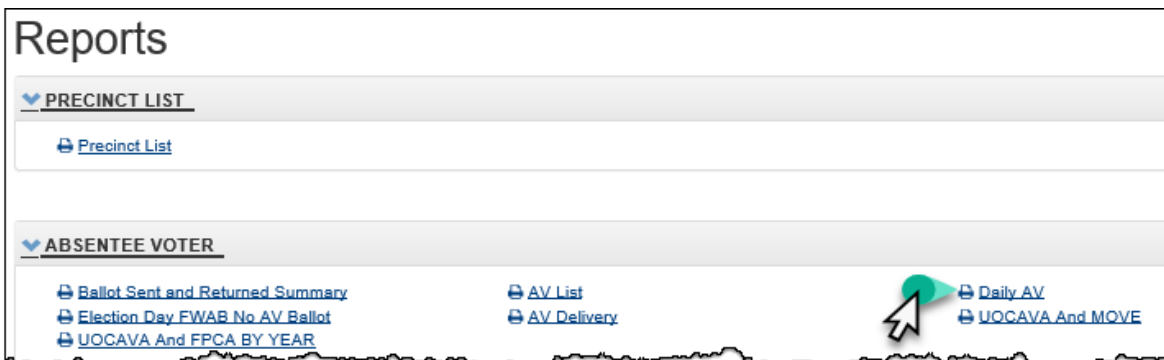 Reports
PRECINCT LIST
Precinct List
ABSENTEE VOTER
Ballot Sent and Returned Summary
AV List
Daily AV
Election Day FWAB No AV Ballot
AV Delivery
UOCAVA And MOVE
UOCAVA And FPCA BY YEAR